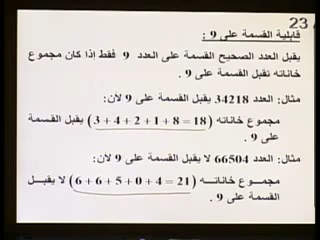 23
قابلية القسمة على 9 :
يقبل العدد الصحيح القسمة على العدد 9 فقط إذا كان مجموع
خاناته تقبل القسمة على 9 .
مثال: العدد 34218 يقبل القسمة على 9 لأن:
مجموع خاناته (3 + 4 + 2 + 1 + 8 = 18) يقبل القسمة
على 9 .
مثال: العدد 66504 لا يقبل القسمة على 9 لأن:
مجموع خاناته (6 + 6 + 5 + 0 + 4 = 21) لا يقبل
القسمة على 9 .